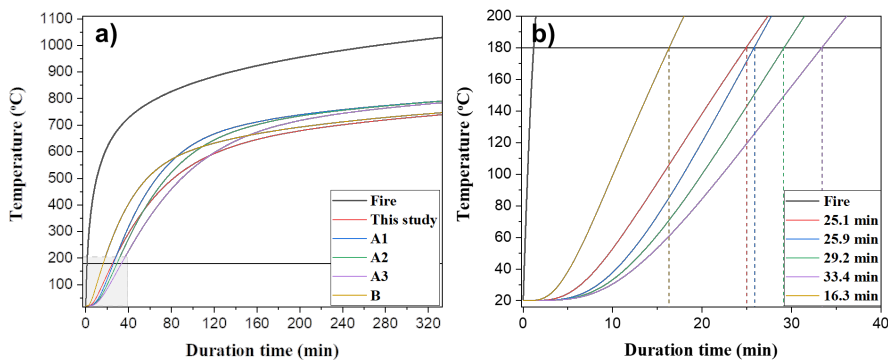 a)
1100
1000
900
800
700
600
500
400
300
200
100
0 40 80 120 160 200 240 280 320
Temperature (°C)
Duration time (min)
Fire
This study
A1
A2
A3
B
b)
200
180
160
140
120
100
80
60
40
20
0 10 20 30 40
Temperature (°C)
Duration time (min)
Fire
25.1 min
25.9 min
29.2 min
33.4 min
16.3 min